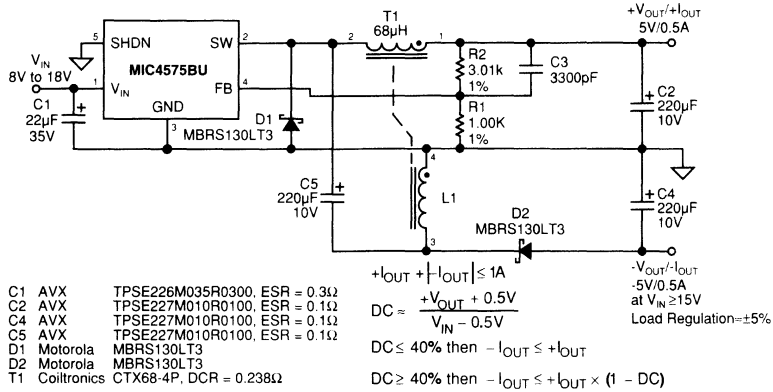 T1
68µH
+VOUT/+IOUT
5V/0.5A
5 SHDN SW 2 2 1
MIC4575BU
VIN
8V to 18V
1 VIN FB 4
GND
3
R2
3.01k
1%
C3
3300pF
C1
22µF
35V
D1
MBRS130LT3
R1
1.00K
1%
C2
220µF
10V
4
C5
220µF
10V
L1
3
D2
MBRS130LT3
C4
220µF
10V
-VOUT/-IOUT
-5V/0.5A
at VIN ≥15V
Load Regulation=±5%
+IOUT + |-IOUT| ≤ 1A
DC ≈ +VOUT + 0.5V
VIN – 0.5V
DC ≤ 40% then – IOUT ≤ +IOUT
DC ≥ 40% then – IOUT ≤ +IOUT × (1 – DC)
C1 AVX TPSE226M035R0300, ESR = 0.3Ω
C2 AVX TPSE227M010R0100, ESR = 0.1Ω
C4 AVX TPSE227M010R0100, ESR = 0.1Ω
C5 AVX TPSE227M010R0100, ESR = 0.1Ω
D1 Motorola MBRS130LT3
D2 Motorola MBRS130LT3
T1 Coiltronics CTX68-4P, DCR = 0.238Ω